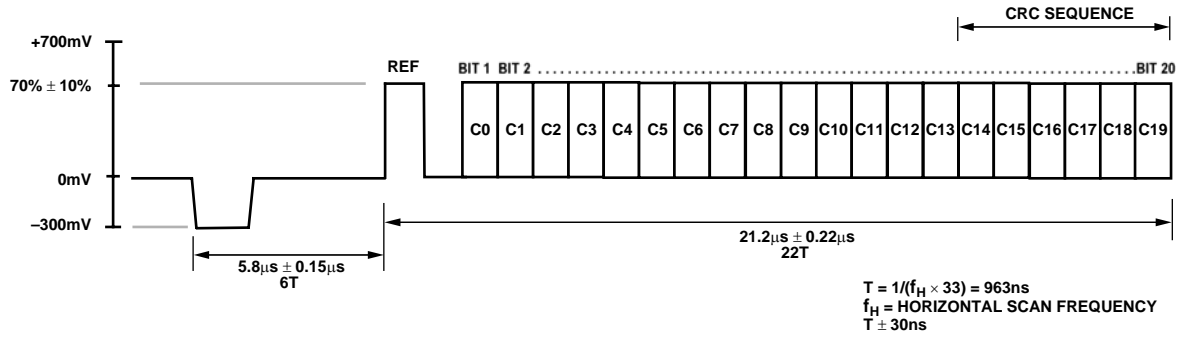 CRC SEQUENCE
+700mV
REF
BIT 1 BIT 2 ........................................................................ BIT 20
70% ± 10%
C0 C1 C2 C3 C4 C5 C6 C7 C8 C9 C10 C11 C12 C13 C14 C15 C16 C17 C18 C19
0mV
–300mV
21.2μs ± 0.22μs
22T
5.8μs ± 0.15μs
6T
T = 1/(fH × 33) = 963ns
fH = HORIZONTAL SCAN FREQUENCY
T ± 30ns